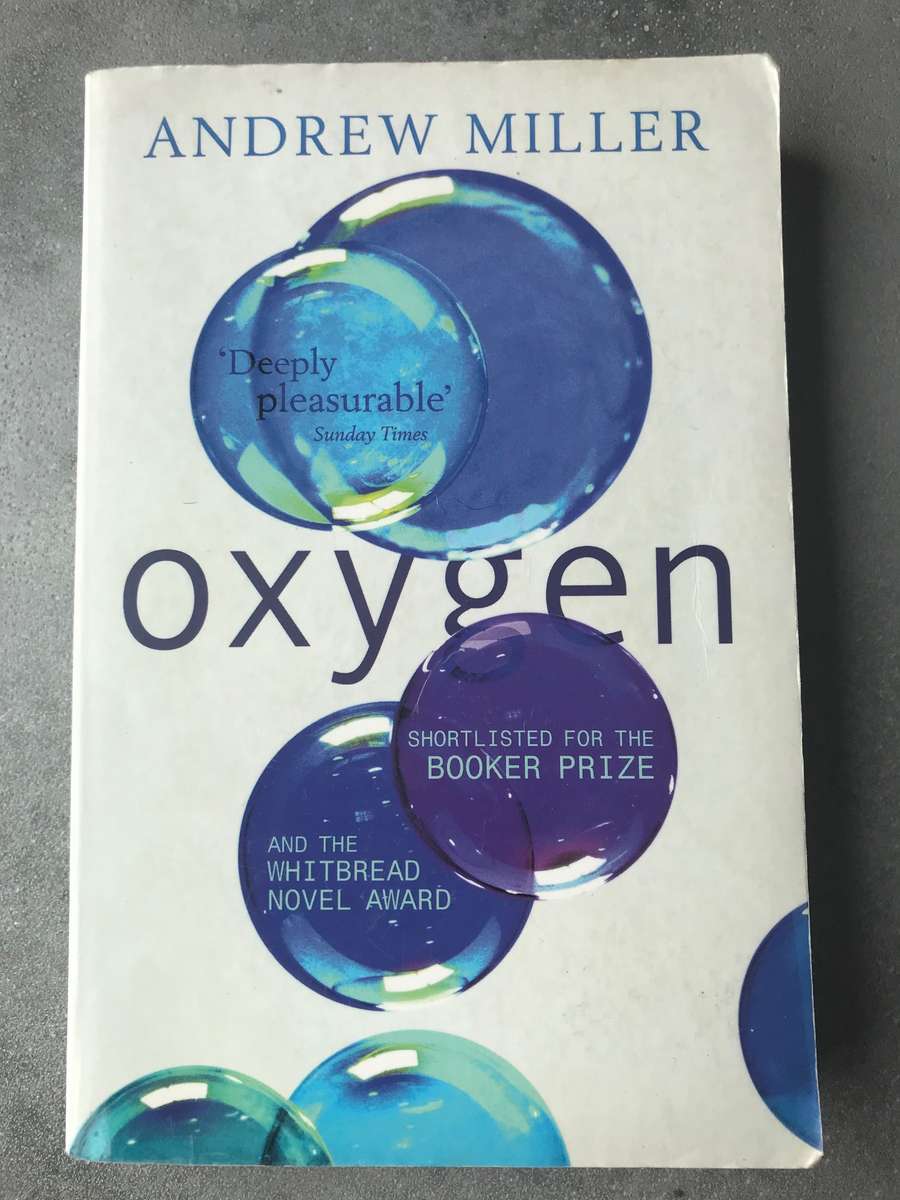 ANDREW MILLER
‘Deeply
pleasurable’
Sunday Times
oxygen
SHORTLISTED FOR THE
BOOKER PRIZE
AND THE
WHITBREAD
NOVEL AWARD